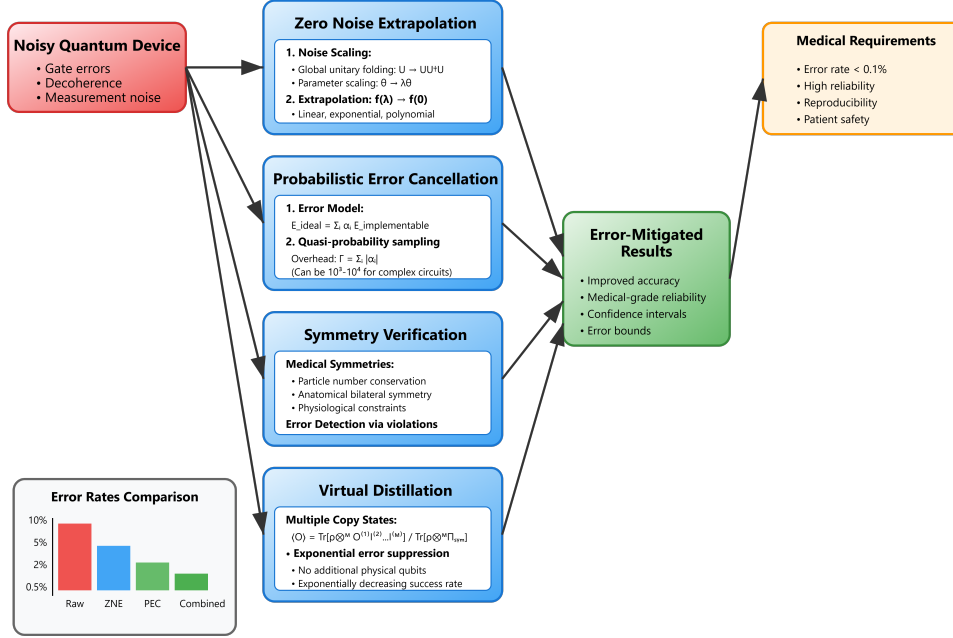 Noisy Quantum Device
• Gate errors
• Decoherence
• Measurement noise
Zero Noise Extrapolation
1. Noise Scaling:
• Global unitary folding: U → UU†U
• Parameter scaling: θ → λθ
2. Extrapolation: f(λ) → f(0)
• Linear, exponential, polynomial
Probabilistic Error Cancellation
1. Error Model:
E_ideal = Σᵢ αᵢ E_implementable
2. Quasi-probability sampling
Overhead: Γ = Σᵢ |αᵢ|
(Can be 10³-10⁴ for complex circuits)
Symmetry Verification
Medical Symmetries:
• Particle number conservation
• Anatomical bilateral symmetry
• Physiological constraints
Error Detection via violations
Virtual Distillation
Multiple Copy States:
⟨O⟩ = Tr[ρ⊗ᴹ O⁽¹⁾I⁽²⁾...I⁽ᴹ⁾] / Tr[ρ⊗ᴹΠₛᵧₘ]
• Exponential error suppression
• No additional physical qubits
• Exponentially decreasing success rate
Error-Mitigated
Results
• Improved accuracy
• Medical-grade reliability
• Confidence intervals
• Error bounds
Medical Requirements
• Error rate < 0.1%
• High reliability
• Reproducibility
• Patient safety
Error Rates Comparison
10%
5%
2%
0.5%
Raw ZNE PEC Combined